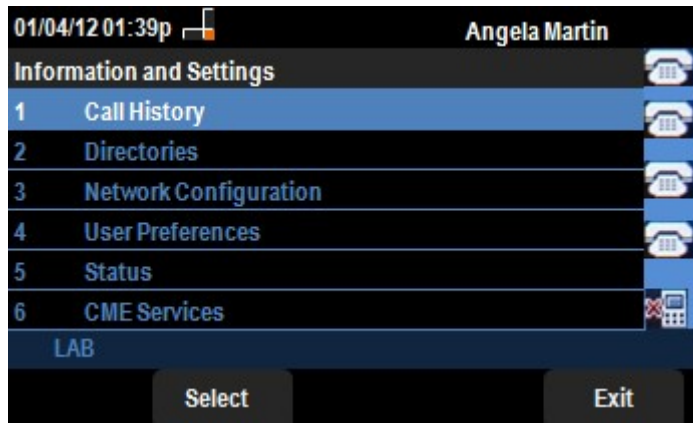 01/04/12 01:39p Angela Martin
Information and Settings
1 Call History
2 Directories
3 Network Configuration
4 User Preferences
5 Status
6 CME Services
LAB
Select Exit